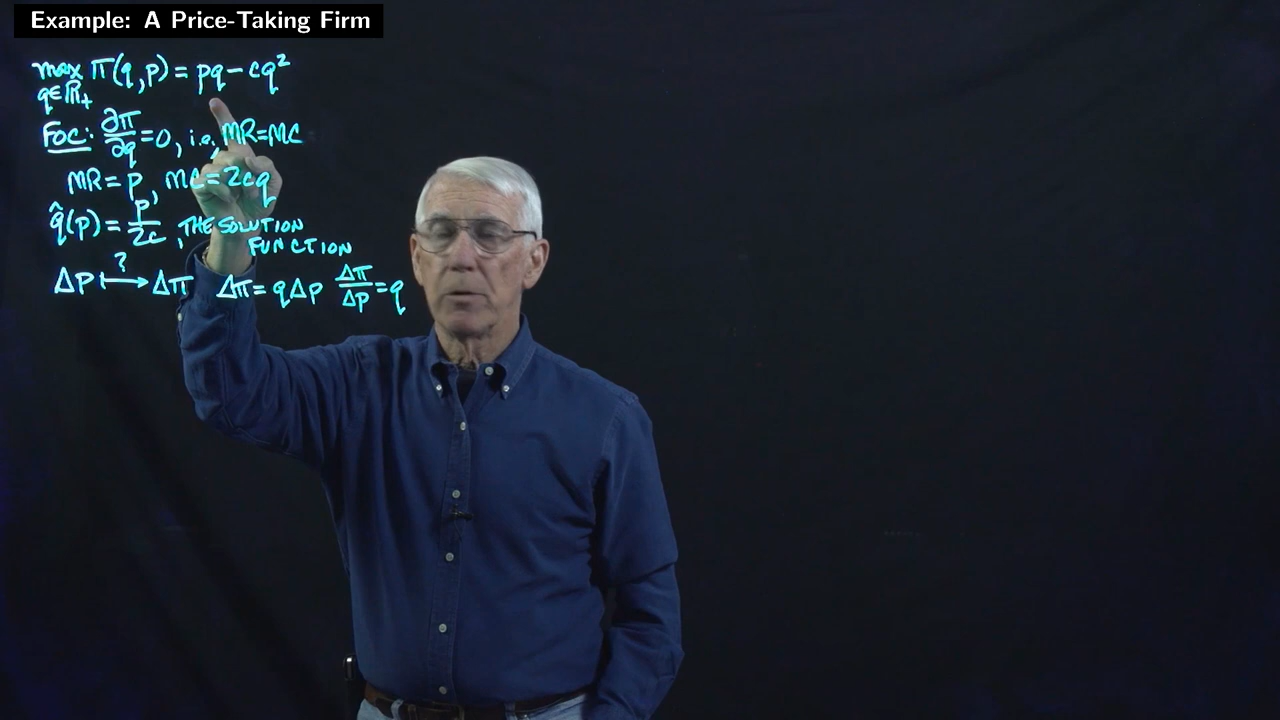 Example: A Price-Taking Firm
max π(q,p) = pq − cq²
q∈ℝ₊
FOC: ∂π/∂q = 0, i.e., MR=MC
MR = p, MC = 2cq
q̂(p) = p/2c, THE SOLUTION
FUNCTION
Δp ?⟼ Δπ Δπ = qΔp Δπ/Δp = q